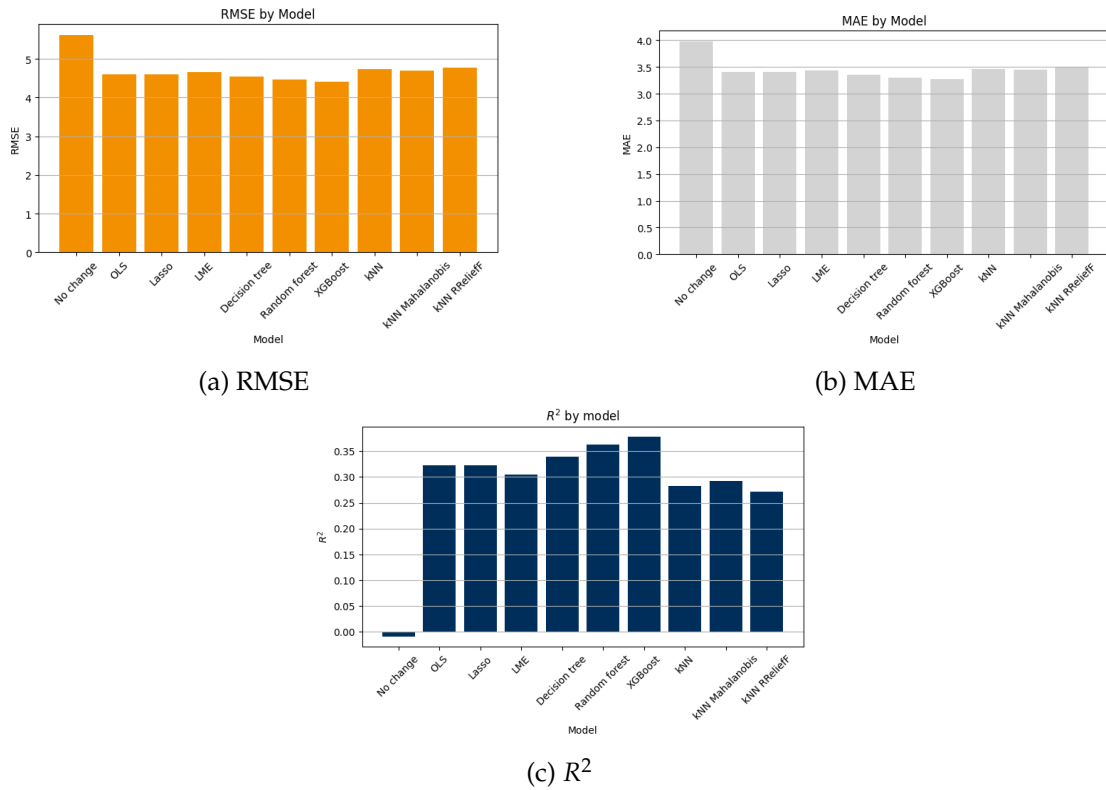 RMSE by Model
RMSE
5
4
3
2
1
0
No change
OLS
Lasso
LME
Decision tree
Random forest
XGBoost
kNN
kNN Mahalanobis
kNN RReliefF
Model
(a) RMSE
MAE by Model
MAE
4.0
3.5
3.0
2.5
2.0
1.5
1.0
0.5
0.0
No change
OLS
Lasso
LME
Decision tree
Random forest
XGBoost
kNN
kNN Mahalanobis
kNN RReliefF
Model
(b) MAE
R² by model
R²
0.35
0.30
0.25
0.20
0.15
0.10
0.05
0.00
No change
OLS
Lasso
LME
Decision tree
Random forest
XGBoost
kNN
kNN Mahalanobis
kNN RReliefF
Model
(c) R²